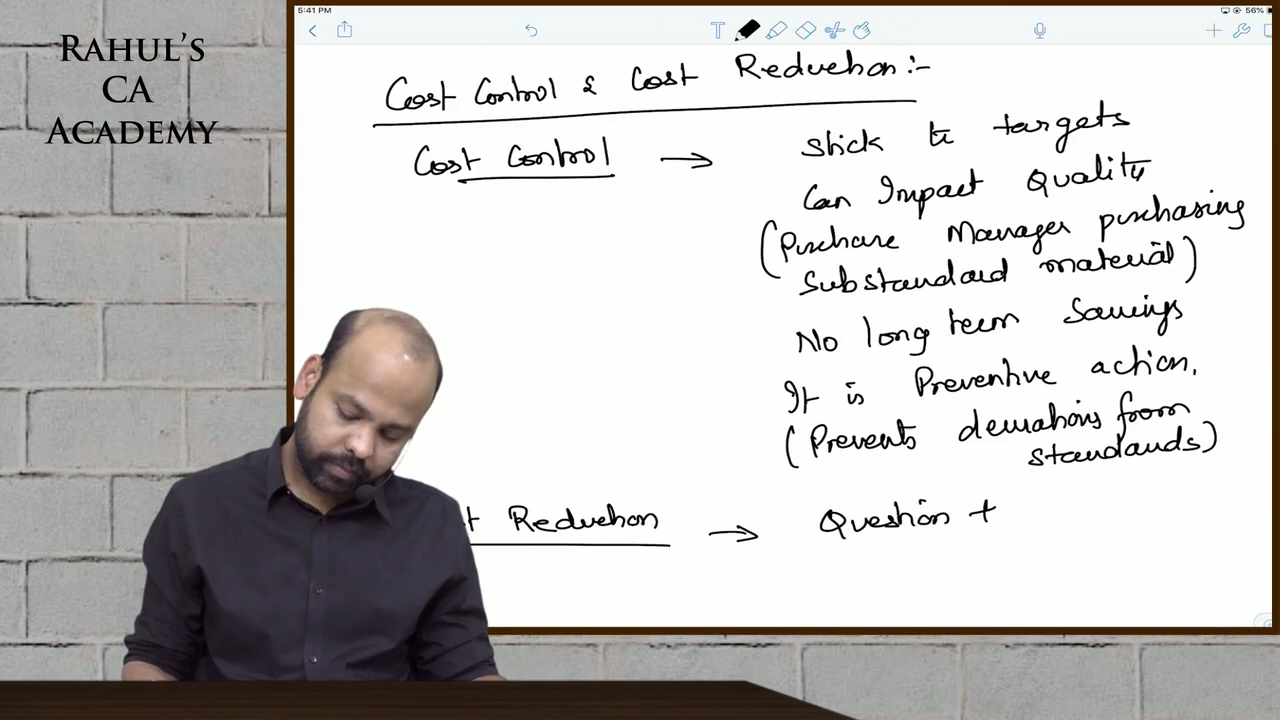 5:41 PM
56%
RAHUL'S
CA
ACADEMY
T
Cost Control & Cost Reduction:-
Cost Control → Stick to targets
Can Impact Quality
(Purchase Manager purchasing
Substandard material)
No long term Savings
It is Preventive action.
(Prevents deviations from
standards)
t Reduction → Question t